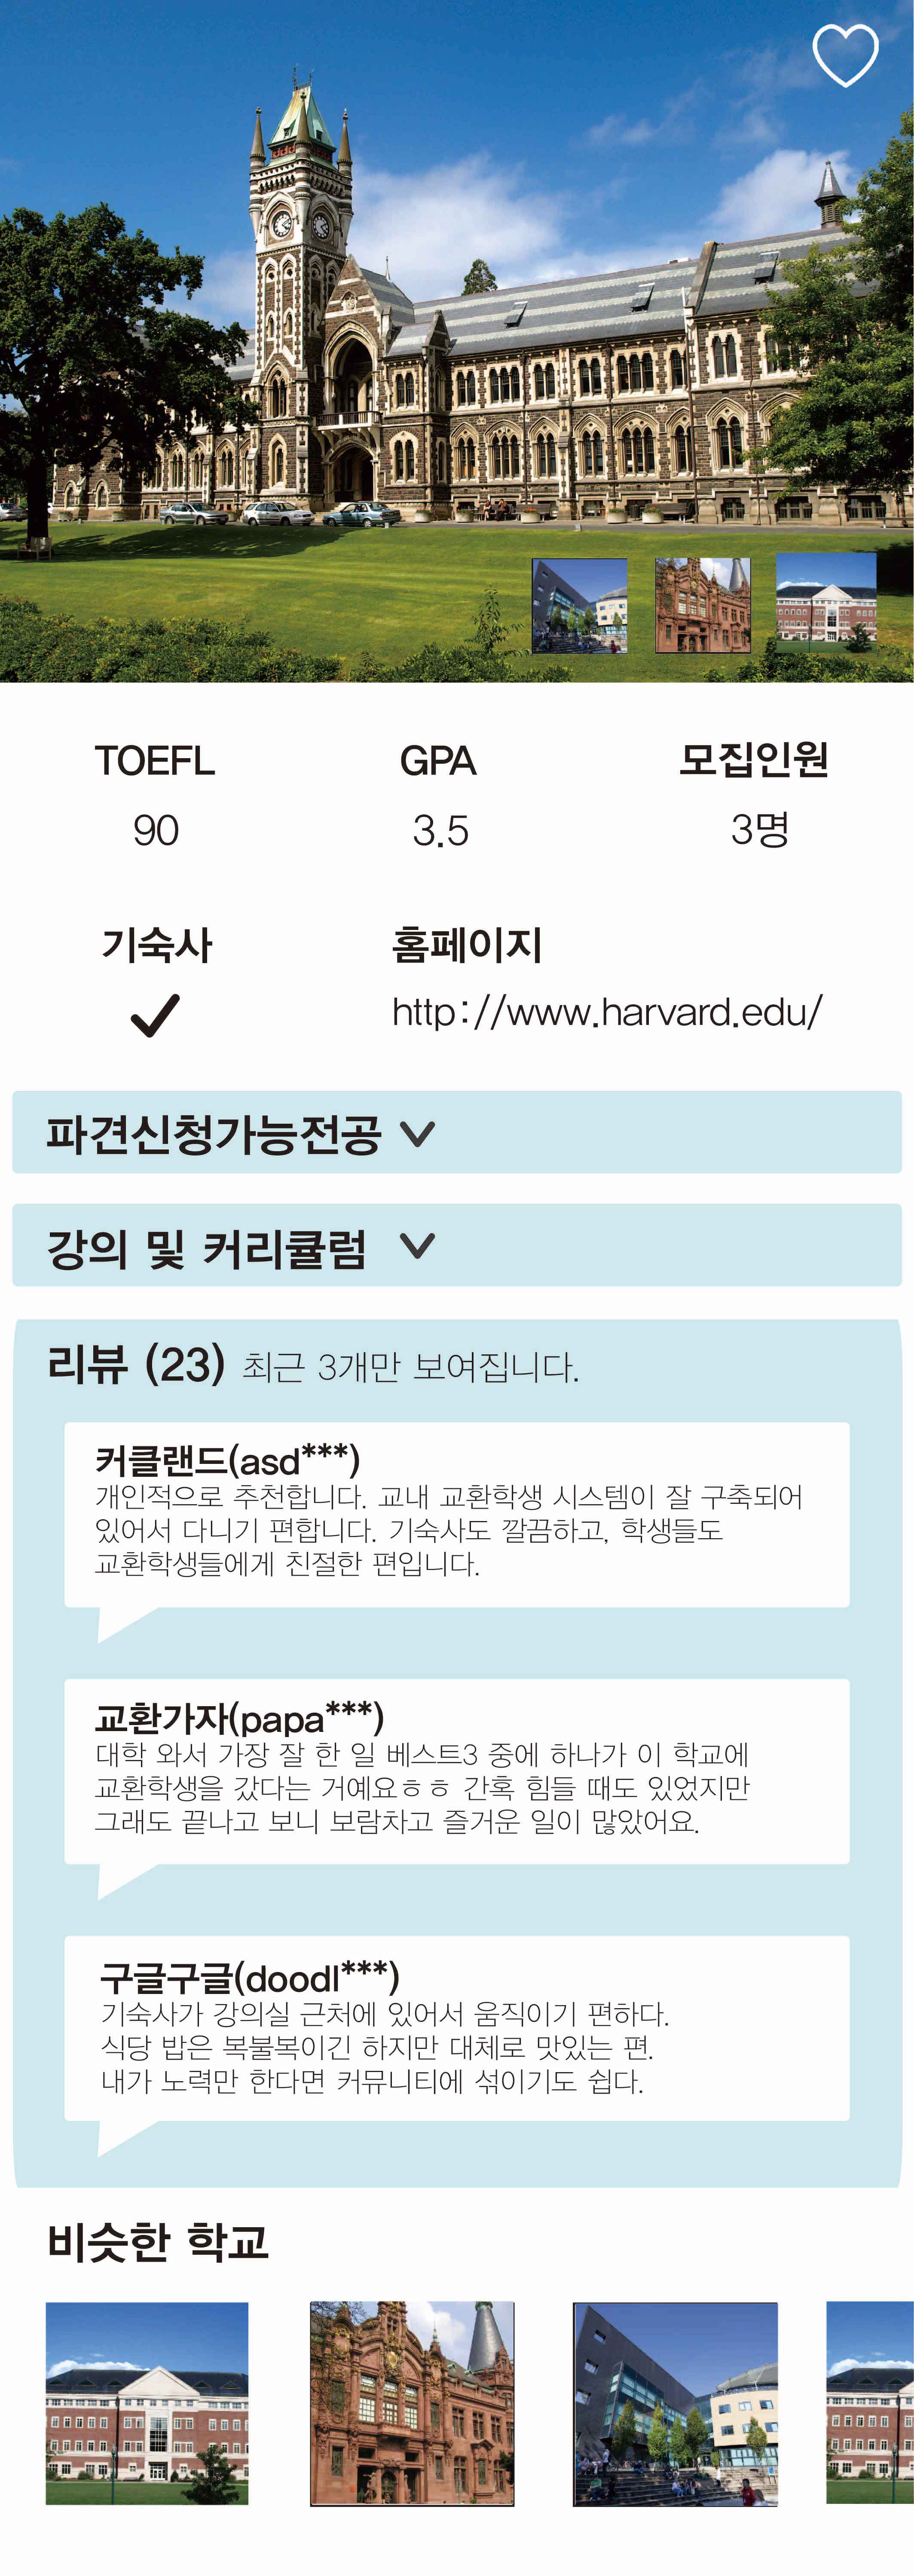 TOEFL GPA 모집인원
90 3.5 3명
기숙사 홈페이지
http://www.harvard.edu/
파견신청가능전공
강의 및 커리큘럼
리뷰 (23) 최근 3개만 보여집니다.
커클랜드(asd***)
개인적으로 추천합니다. 교내 교환학생 시스템이 잘 구축되어
있어서 다니기 편합니다. 기숙사도 깔끔하고, 학생들도
교환학생들에게 친절한 편입니다.
교환가자(papa***)
대학 와서 가장 잘 한 일 베스트3 중에 하나가 이 학교에
교환학생을 갔다는 거예요ㅎㅎ 간혹 힘들 때도 있었지만
그래도 끝나고 보니 보람차고 즐거운 일이 많았어요.
구글구글(doodl***)
기숙사가 강의실 근처에 있어서 움직이기 편하다.
식당 밥은 복불복이긴 하지만 대체로 맛있는 편.
내가 노력만 한다면 커뮤니티에 섞이기도 쉽다.
비슷한 학교